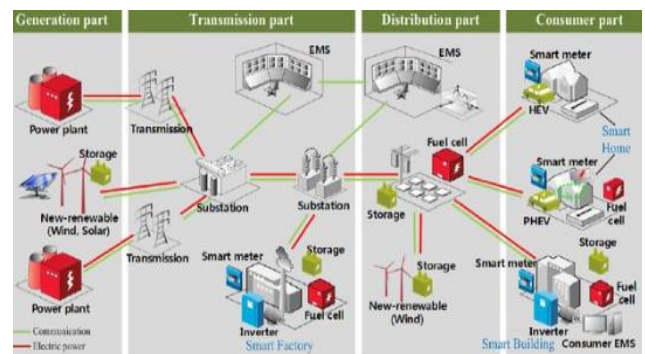 Generation part
Transmission part
Distribution part
Consumer part
Power plant
Transmission
Storage
New-renewable
(Wind, Solar)
Transmission
Power plant
Communication
Electric power
EMS
Substation
Substation
Smart meter
Storage
Fuel cell
Inverter
Smart Factory
EMS
Fuel cell
Storage
Storage
New-renewable
(Wind)
Smart meter
HEV
Smart
Home
Smart meter
PHEV
Fuel
cell
Storage
Smart meter
Fuel
cell
Inverter
Consumer EMS
Smart Building